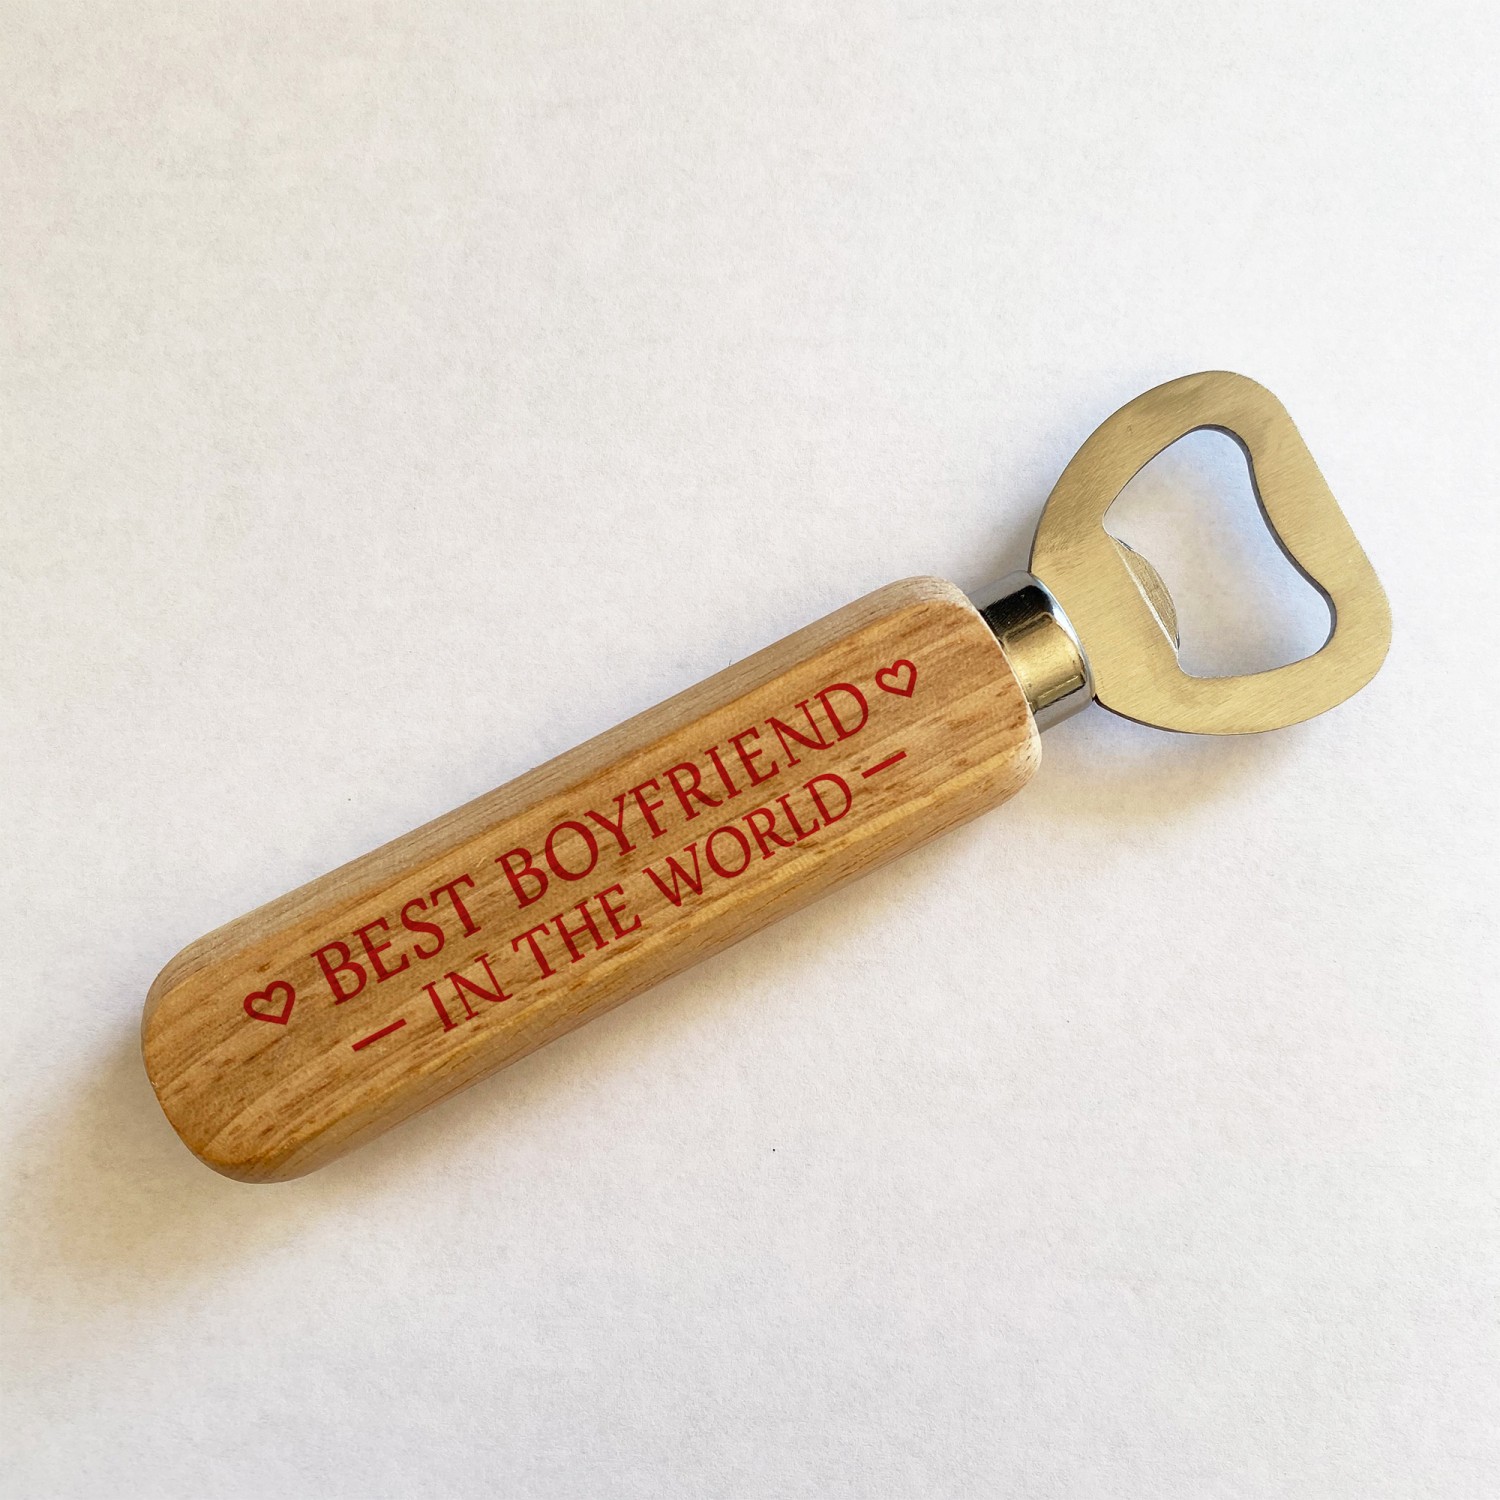 ♡ BEST BOYFRIEND ♡
— IN THE WORLD —